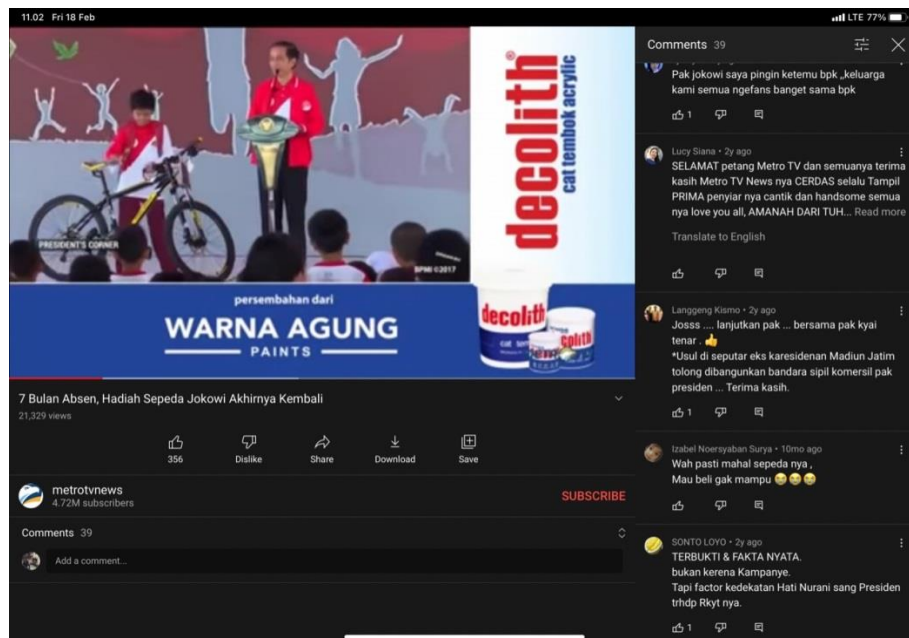 11.02 Fri 18 Feb
LTE 77%
decolith®
cat tembok acrylic
PRESIDENT'S CORNER
BPMI ©2017
persembahan dari
WARNA AGUNG
PAINTS
decolith
7 Bulan Absen, Hadiah Sepeda Jokowi Akhirnya Kembali
21,329 views
356
Dislike
Share
Download
Save
metrotvnews
4.72M subscribers
SUBSCRIBE
Comments 39
Add a comment...
Comments 39
Pak jokowi saya pingin ketemu bpk ,,keluarga
kami semua ngefans banget sama bpk
1
Lucy Siana • 2y ago
SELAMAT petang Metro TV dan semuanya terima
kasih Metro TV News nya CERDAS selalu Tampil
PRIMA penyiar nya cantik dan handsome semua
nya love you all, AMANAH DARI TUH... Read more
Translate to English
Langgeng Kismo • 2y ago
Josss .... lanjutkan pak ... bersama pak kyai
tenar . 👍
*Usul di seputar eks karesidenan Madiun Jatim
tolong dibangunkan bandara sipil komersil pak
presiden ... Terima kasih.
1
Izabel Noersyaban Surya • 10mo ago
Wah pasti mahal sepeda nya ,
Mau beli gak mampu 😂😂😂
SONTO LOYO • 2y ago
TERBUKTI & FAKTA NYATA.
bukan kerena Kampanye.
Tapi factor kedekatan Hati Nurani sang Presiden
trhdp Rkyt nya.
1